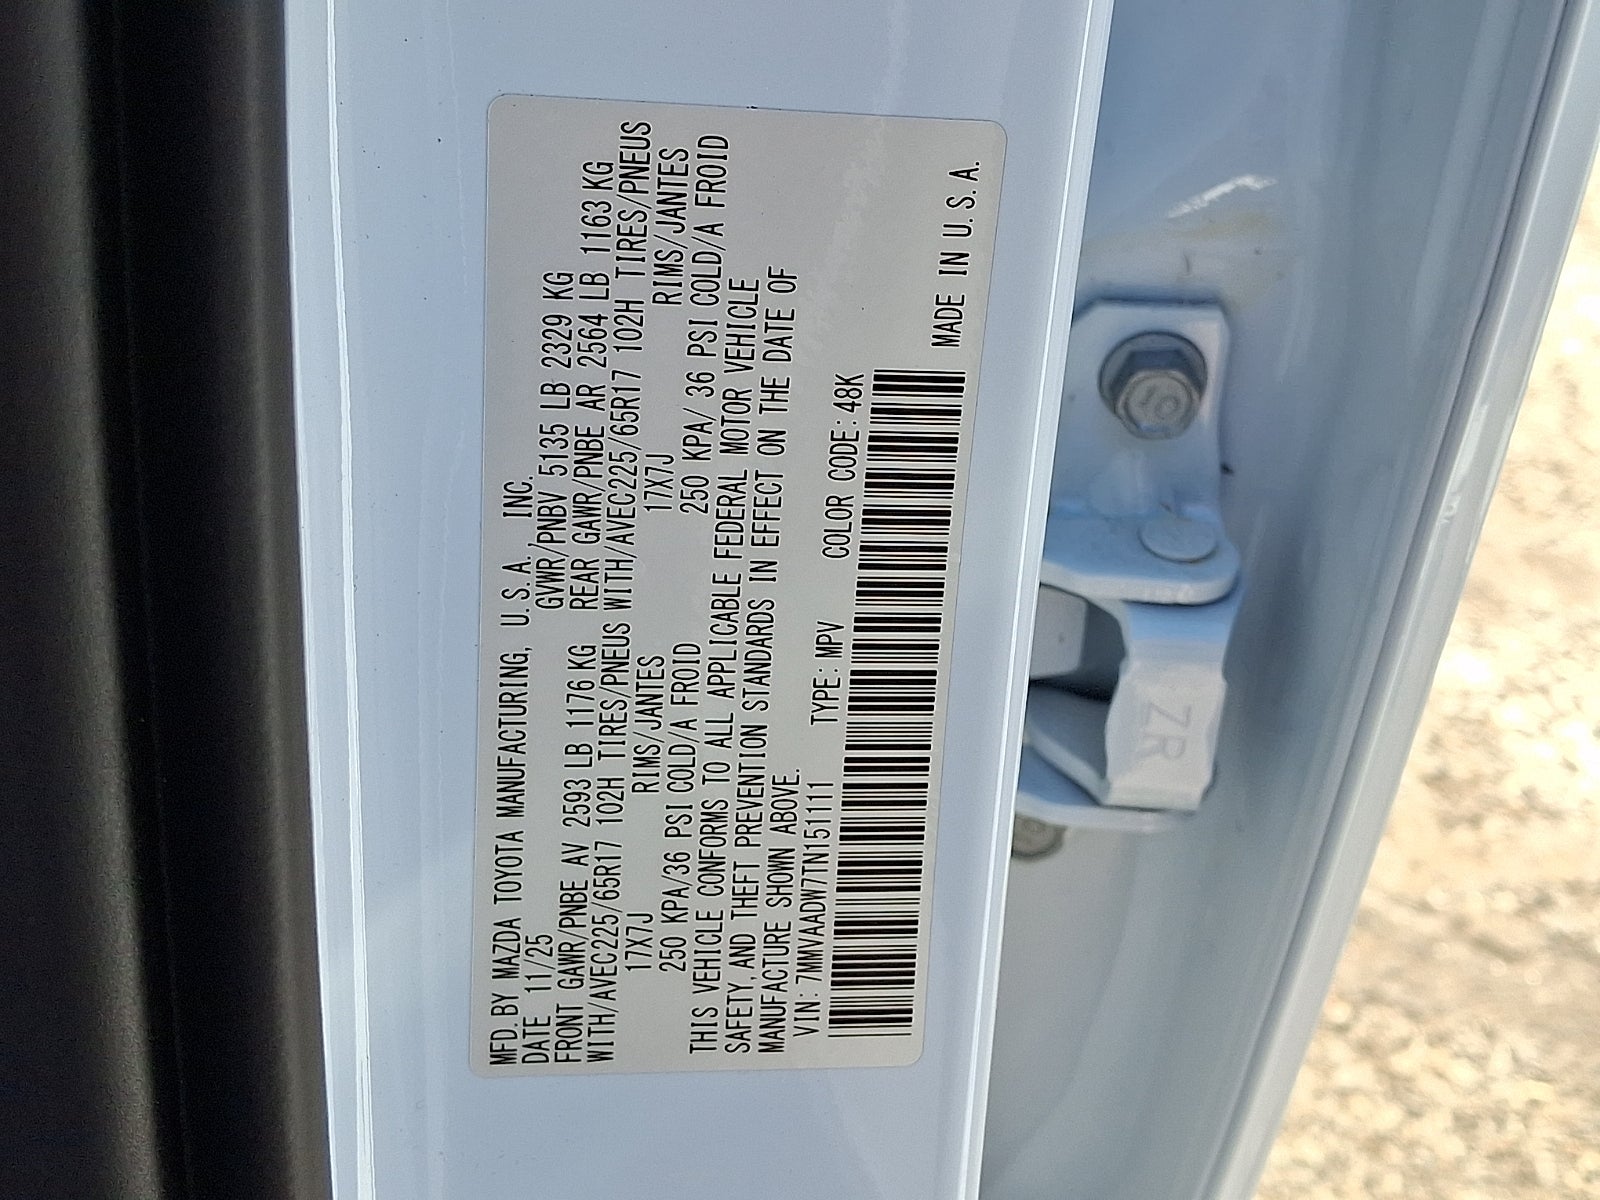 MFD. BY MAZDA TOYOTA MANUFACTURING, U.S.A. INC.
DATE 11/25 GVWR/PNBV 5135 LB 2329 KG
FRONT GAWR/PNBE AV 2593 LB 1176 KG REAR GAWR/PNBE AR 2564 LB 1163 KG
WITH/AVEC225/65R17 102H TIRES/PNEUS WITH/AVEC225/65R17 102H TIRES/PNEUS
17X7J RIMS/JANTES 17X7J RIMS/JANTES
250 KPA/36 PSI COLD/A FROID 250 KPA/ 36 PSI COLD/A FROID
THIS VEHICLE CONFORMS TO ALL APPLICABLE FEDERAL MOTOR VEHICLE
SAFETY, AND THEFT PREVENTION STANDARDS IN EFFECT ON THE DATE OF
MANUFACTURE SHOWN ABOVE.
VIN: 7MMVAADW7TN151111 TYPE: MPV COLOR CODE: 48K
MADE IN U.S.A.
ZR
10